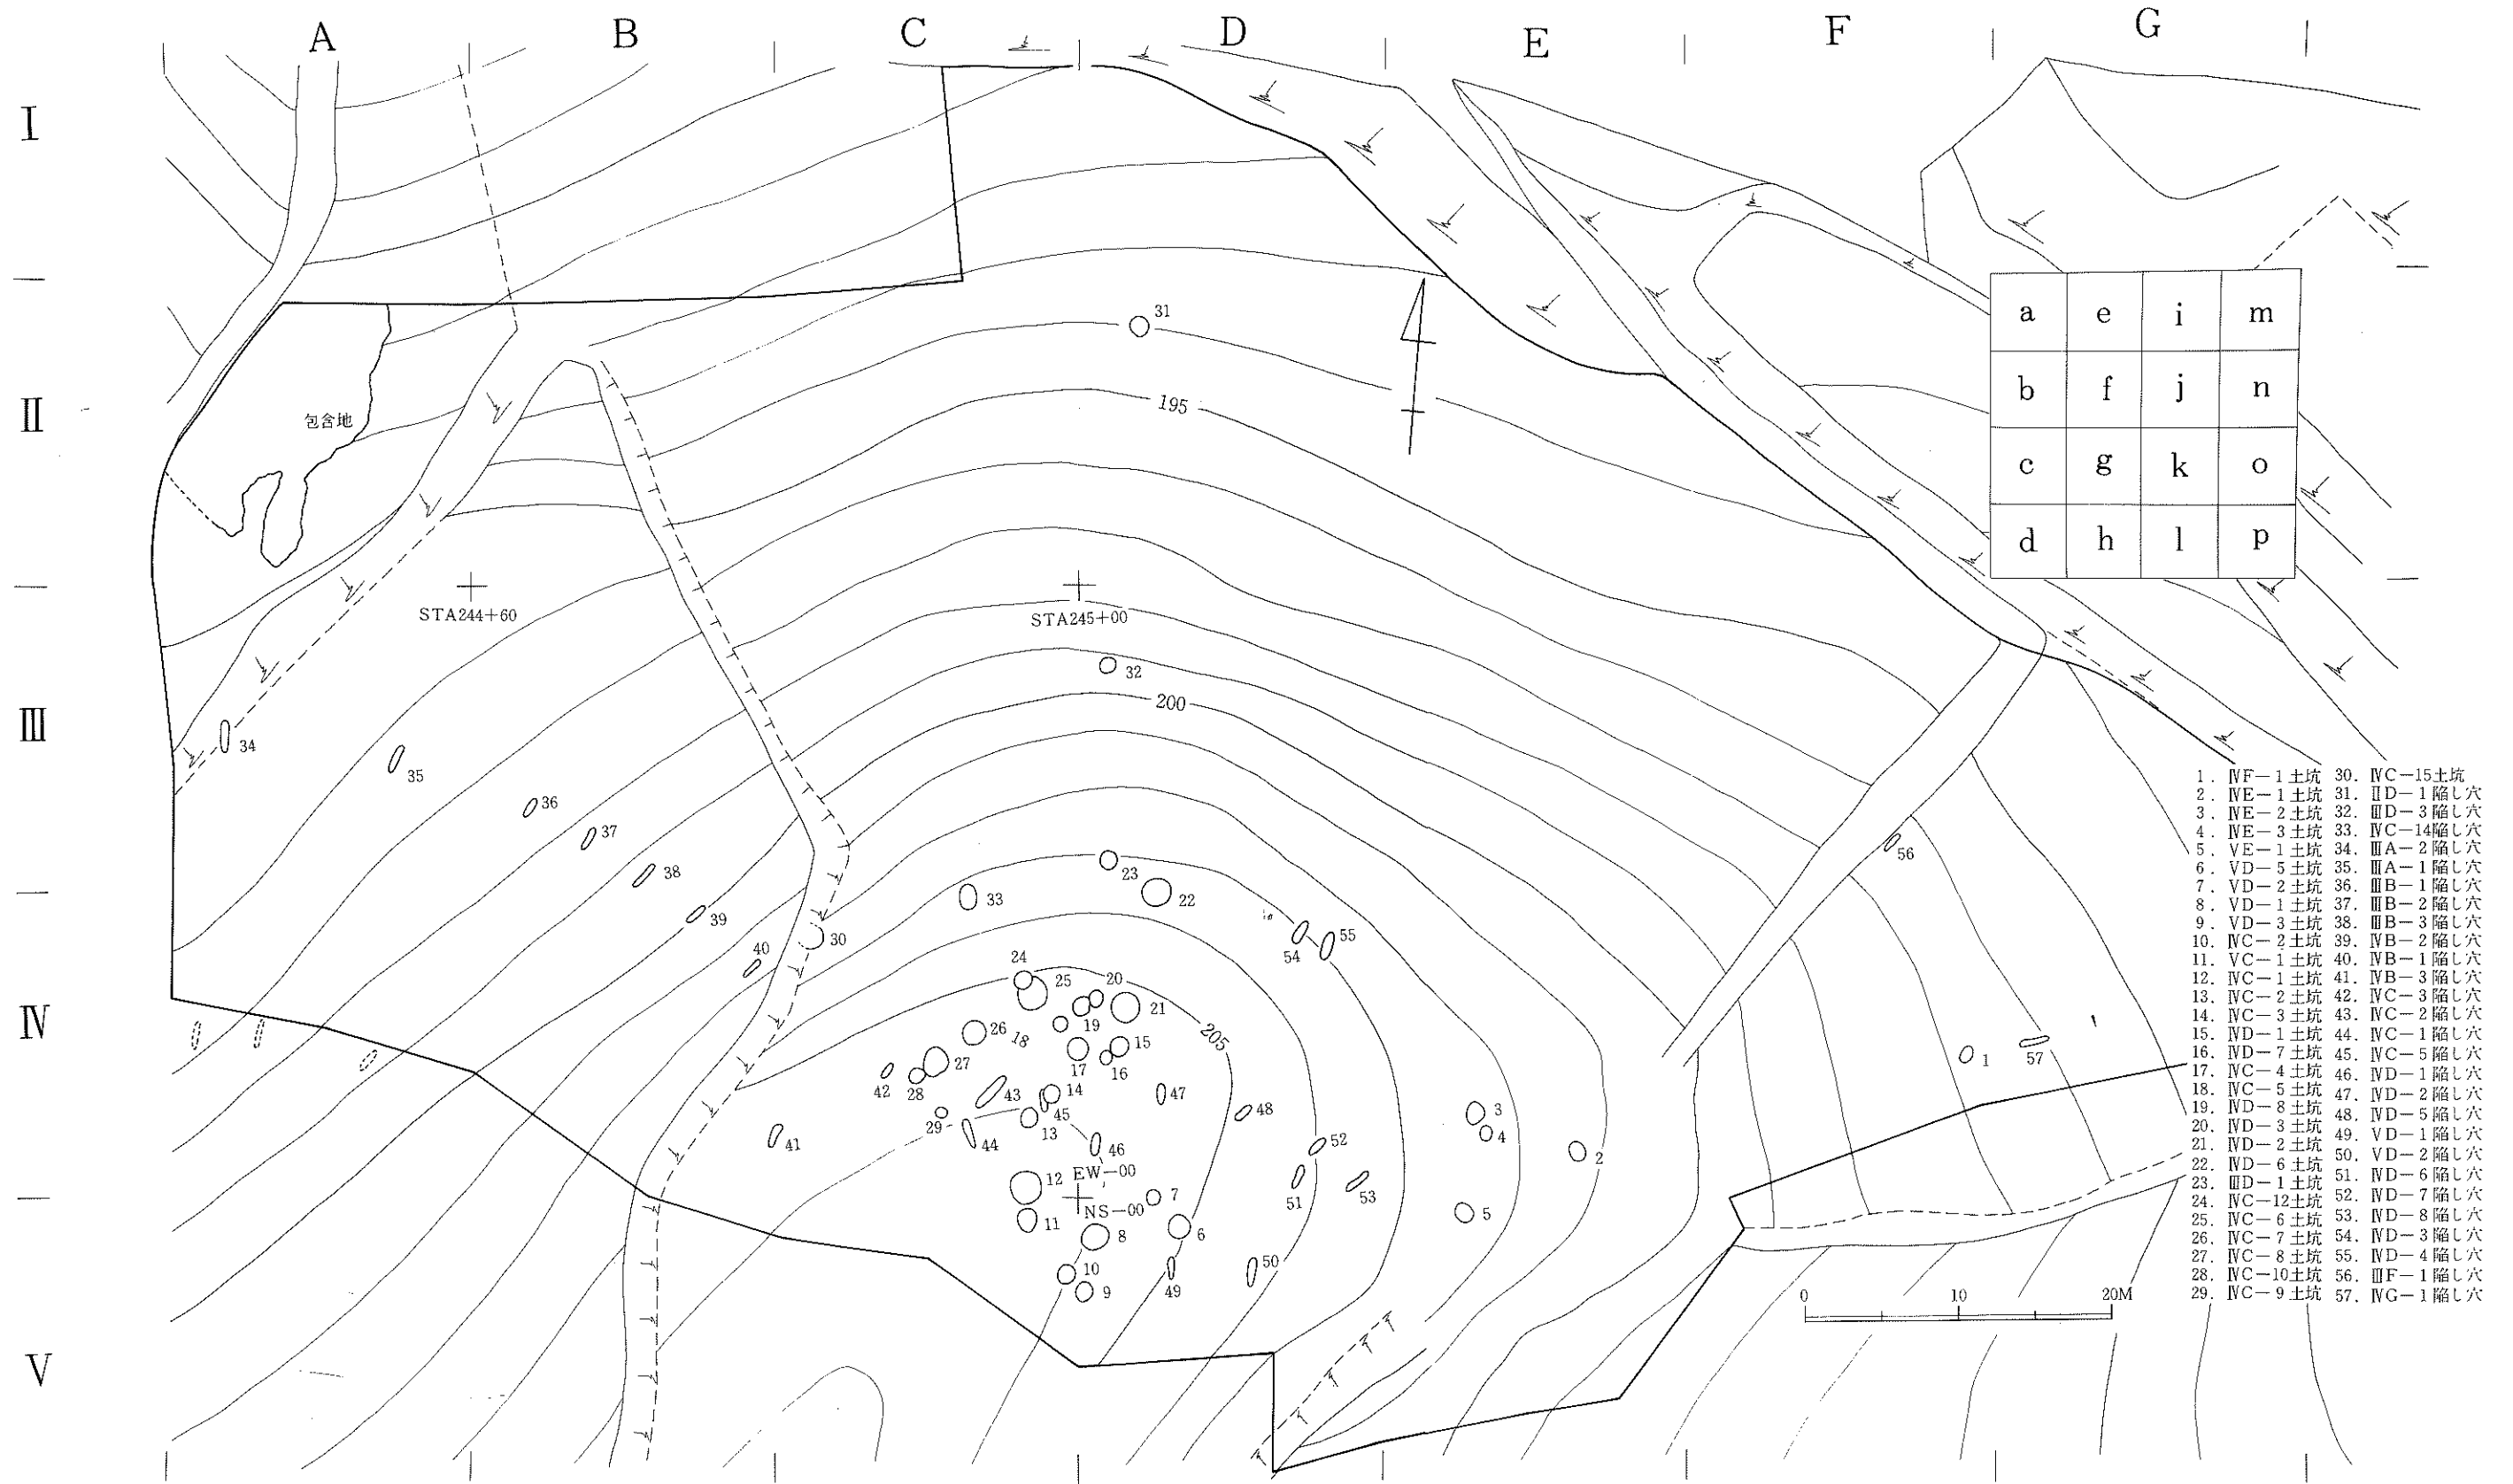 A B C D E F G
Ⅰ
Ⅱ
Ⅲ
Ⅳ
Ⅴ
a e i m
b f j n
c g k o
d h l p
包含地
195
200
205
STA244+60
STA245+00
EW-00
NS-00
31
32
34
35
36
37
38
39
40
41
33
23
22
30
24
25
20
21
19
26
18
27
28
42
17
15
16
43
14
45
13
29
44
46
47
48
12
11
7
8
6
10
9
49
50
51
52
53
54
55
3
4
2
5
1
57
56
0 10 20M
1. ⅣF-1土坑
2. ⅣE-1土坑
3. ⅣE-2土坑
4. ⅣE-3土坑
5. ⅤE-1土坑
6. ⅤD-5土坑
7. ⅤD-2土坑
8. ⅤD-1土坑
9. ⅤD-3土坑
10. ⅣC-2土坑
11. ⅤC-1土坑
12. ⅣC-1土坑
13. ⅣC-2土坑
14. ⅣC-3土坑
15. ⅣD-1土坑
16. ⅣD-7土坑
17. ⅣC-4土坑
18. ⅣC-5土坑
19. ⅣD-8土坑
20. ⅣD-3土坑
21. ⅣD-2土坑
22. ⅣD-6土坑
23. ⅢD-1土坑
24. ⅣC-12土坑
25. ⅣC-6土坑
26. ⅣC-7土坑
27. ⅣC-8土坑
28. ⅣC-10土坑
29. ⅣC-9土坑
30. ⅣC-15土坑
31. ⅡD-1陥し穴
32. ⅢD-3陥し穴
33. ⅣC-14陥し穴
34. ⅢA-2陥し穴
35. ⅢA-1陥し穴
36. ⅢB-1陥し穴
37. ⅢB-2陥し穴
38. ⅢB-3陥し穴
39. ⅣB-2陥し穴
40. ⅣB-1陥し穴
41. ⅣB-3陥し穴
42. ⅣC-3陥し穴
43. ⅣC-2陥し穴
44. ⅣC-1陥し穴
45. ⅣC-5陥し穴
46. ⅣD-1陥し穴
47. ⅣD-2陥し穴
48. ⅣD-5陥し穴
49. ⅤD-1陥し穴
50. ⅤD-2陥し穴
51. ⅣD-6陥し穴
52. ⅣD-7陥し穴
53. ⅣD-8陥し穴
54. ⅣD-3陥し穴
55. ⅣD-4陥し穴
56. ⅢF-1陥し穴
57. ⅣG-1陥し穴